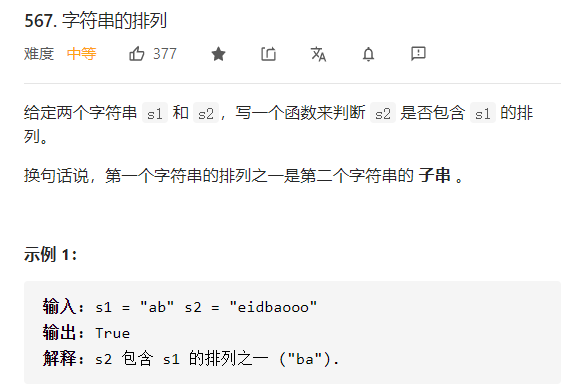 567. 字符串的排列
难度 中等 377
给定两个字符串 s1 和 s2，写一个函数来判断 s2 是否包含 s1 的排
列。
换句话说，第一个字符串的排列之一是第二个字符串的 子串 。
示例 1：
输入：s1 = "ab" s2 = "eidbaooo"
输出：True
解释：s2 包含 s1 的排列之一 ("ba").